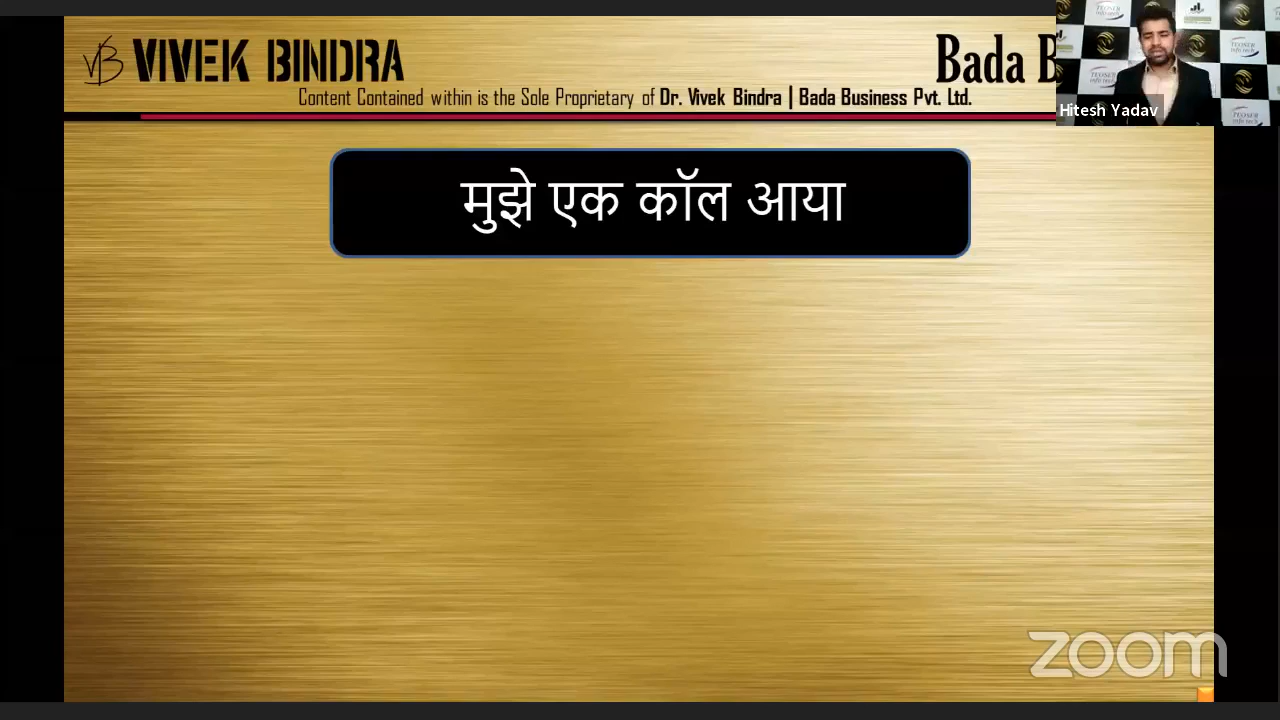 VIVEK BINDRA
Bada B
Content Contained within is the Sole Proprietary of Dr. Vivek Bindra | Bada Business Pvt. Ltd.
Hitesh Yadav
मुझे एक कॉल आया
zoom